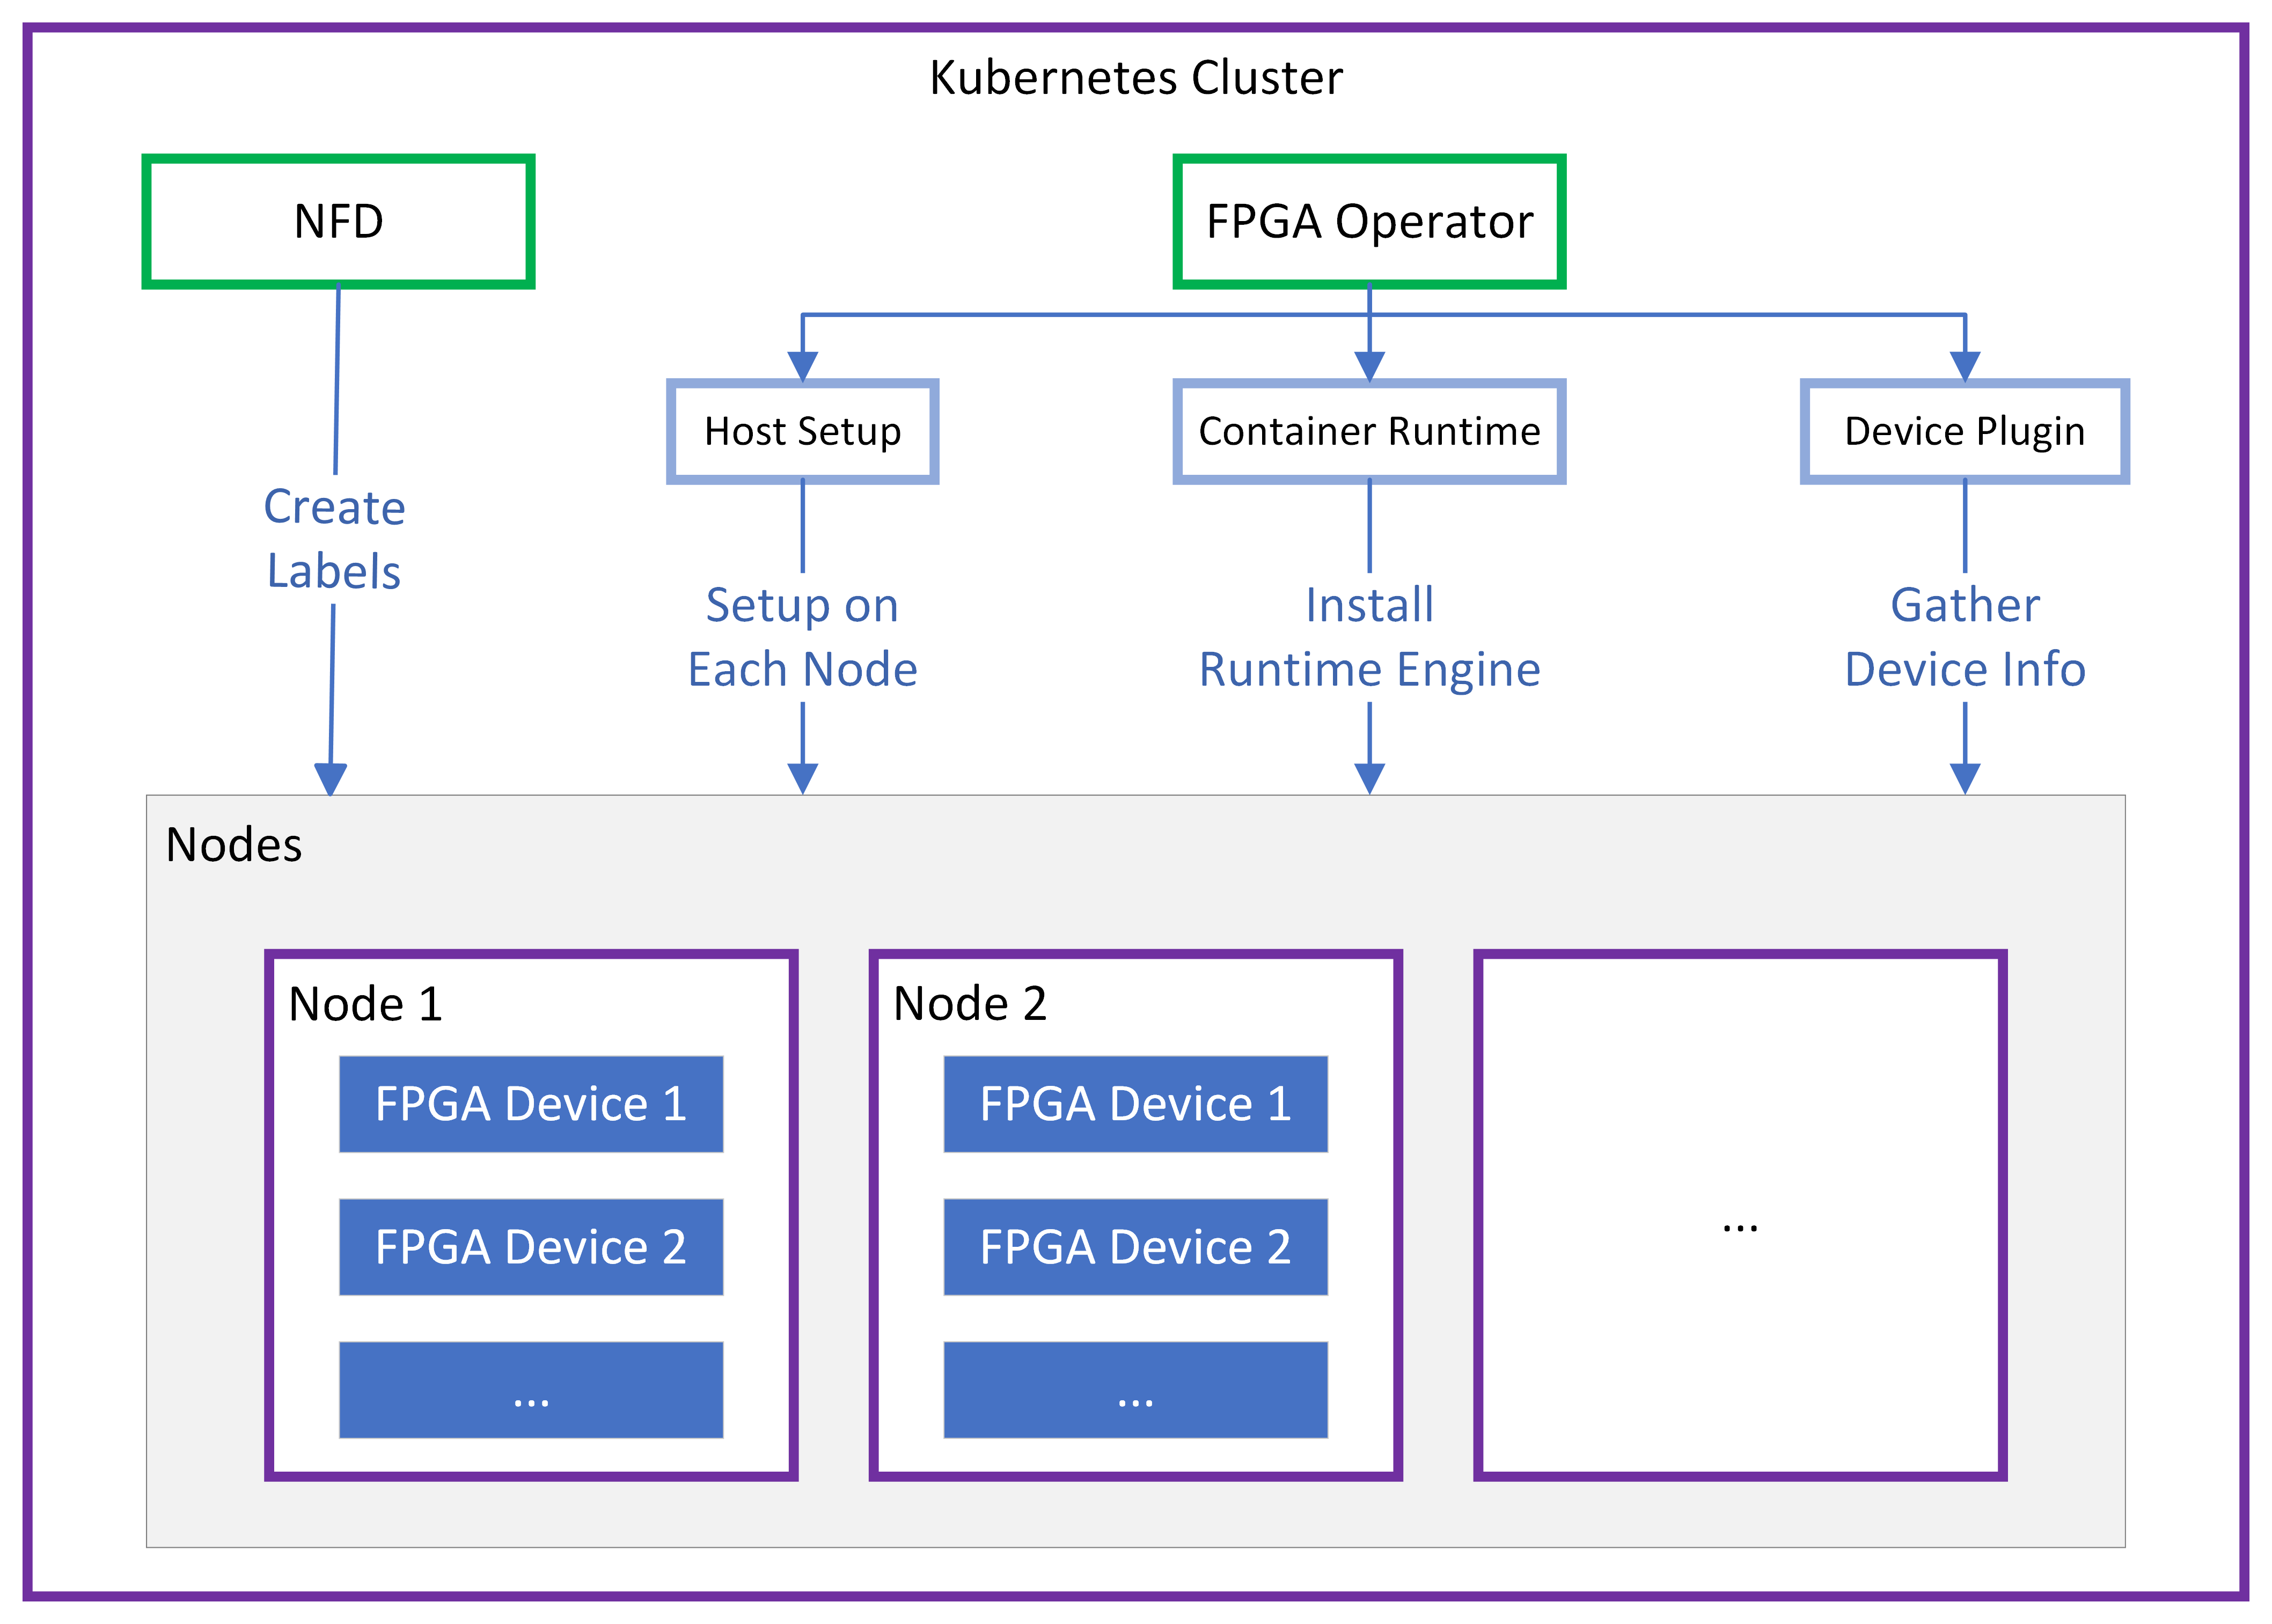 Kubernetes Cluster
NFD
FPGA Operator
Host Setup
Container Runtime
Device Plugin
Create
Labels
Setup on
Each Node
Install
Runtime Engine
Gather
Device Info
Nodes
Node 1
FPGA Device 1
FPGA Device 2
...
Node 2
FPGA Device 1
FPGA Device 2
...
...